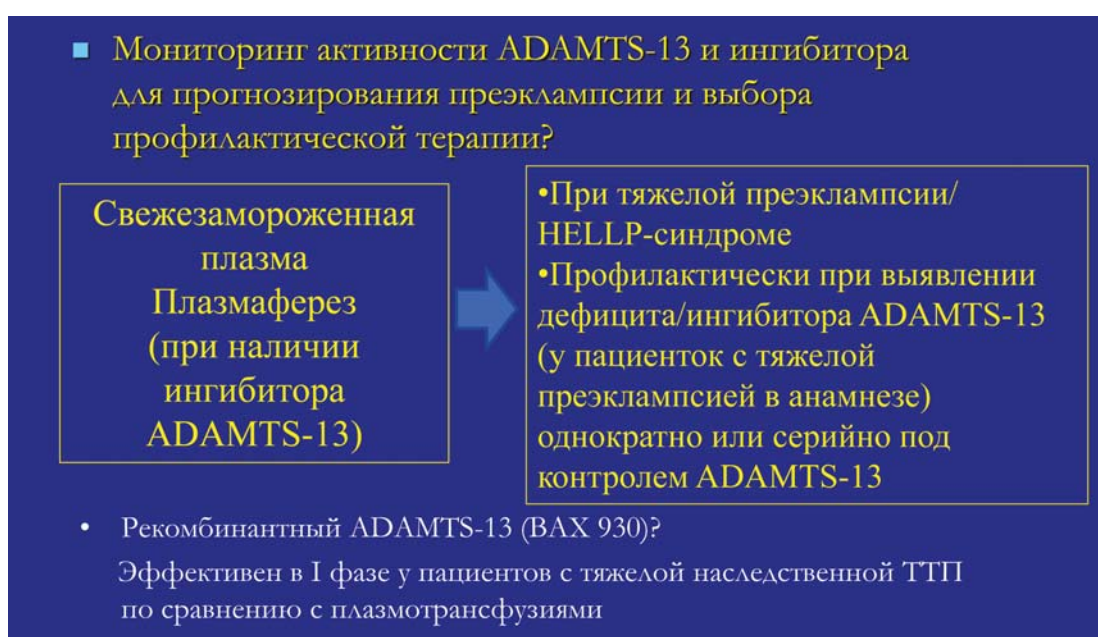 Мониторинг активности ADAMTS-13 и ингибитора
для прогнозирования преэклампсии и выбора
профилактической терапии?
Свежезамороженная
плазма
Плазмаферез
(при наличии
ингибитора
ADAMTS-13)
•При тяжелой преэклампсии/
HELLP-синдроме
•Профилактически при выявлении
дефицита/ингибитора ADAMTS-13
(у пациенток с тяжелой
преэклампсией в анамнезе)
однократно или серийно под
контролем ADAMTS-13
• Рекомбинантный ADAMTS-13 (BAX 930)?
Эффективен в I фазе у пациентов с тяжелой наследственной ТТП
по сравнению с плазмотрансфузиями